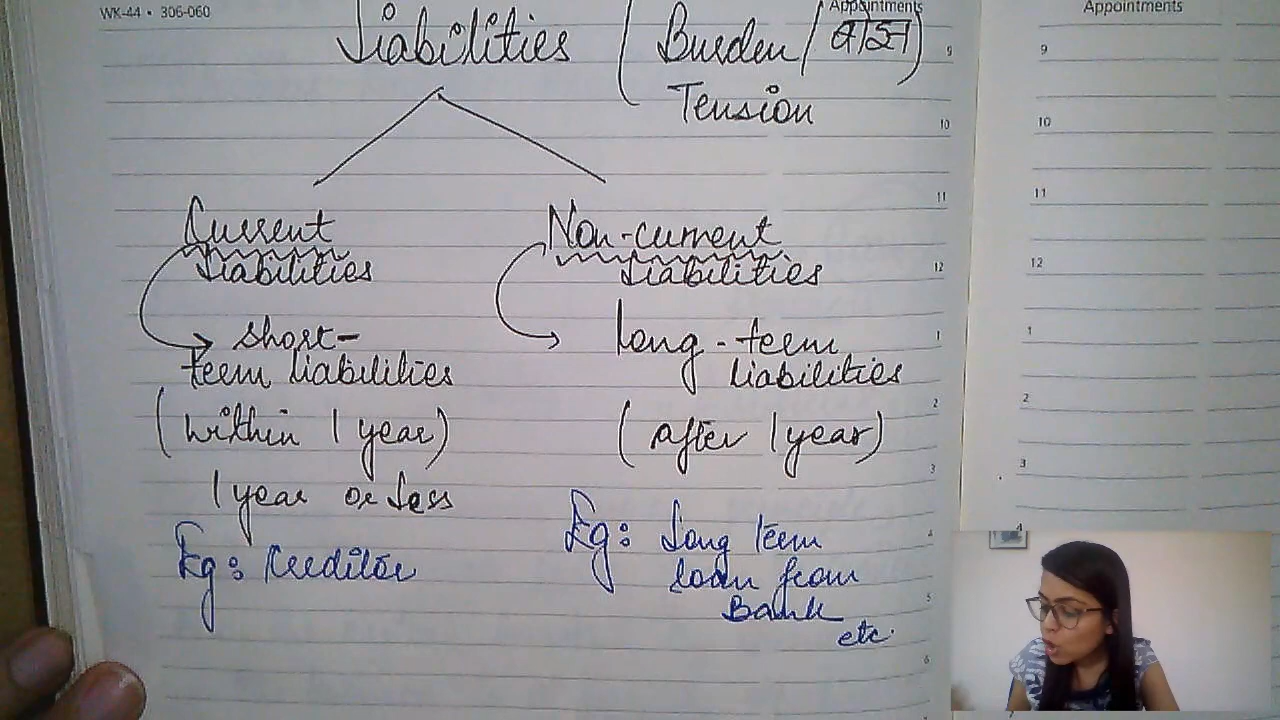 WK-44 • 306-060
Appointments
Appointments
Liabilities (Burden/बोझ)
Tension
Current
Liabilities
Non-current
Liabilities
Short-
term liabilities
(within 1 year)
1 year or Less
Eg: Creditor
Long-term
liabilities
(after 1 year)
Eg: Long term
loan from
Bank
etc.
9
10
11
12
1
2
3
4
5
6
9
10
11
12
1
2
3
4